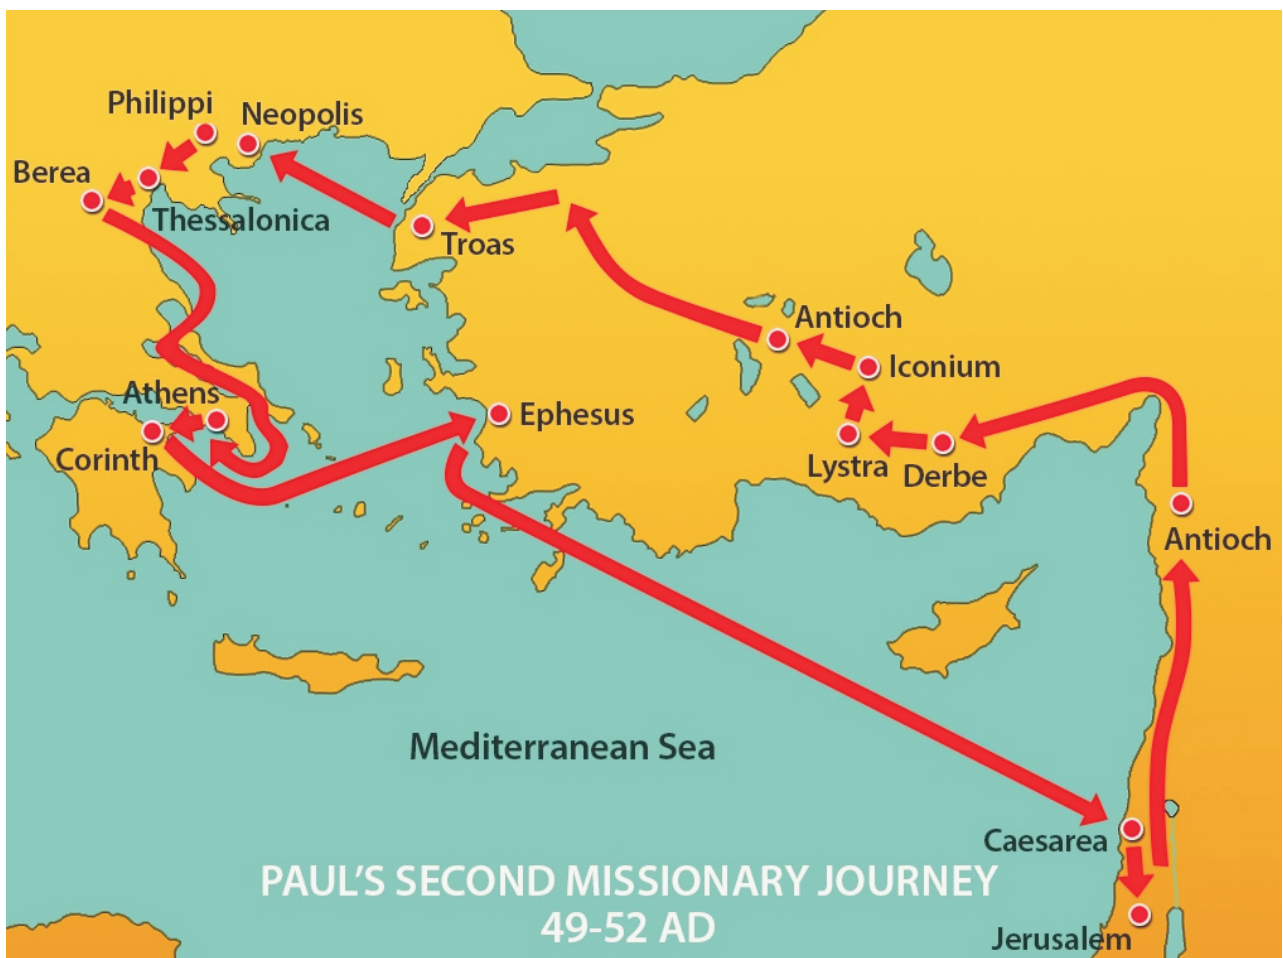 Philippi
Neopolis
Berea
Thessalonica
Troas
Antioch
Iconium
Athens
Ephesus
Corinth
Lystra
Derbe
Antioch
Mediterranean Sea
Caesarea
PAUL'S SECOND MISSIONARY JOURNEY
49-52 AD
Jerusalem